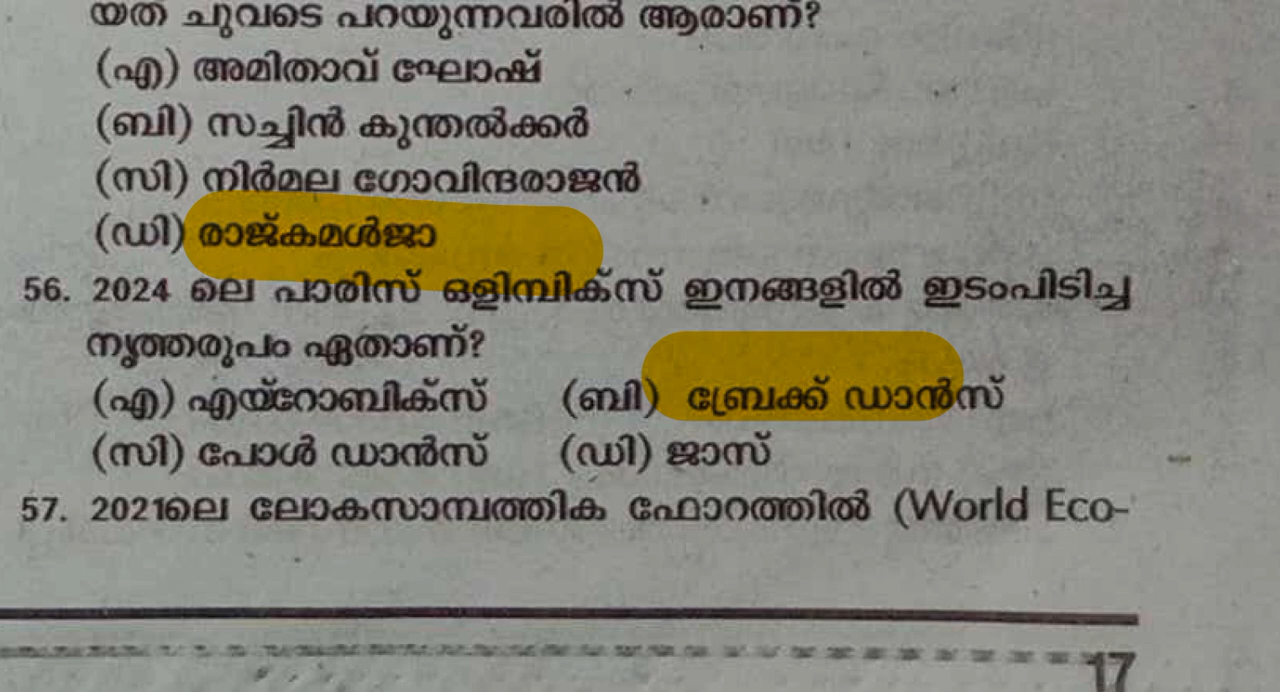 യത് ചുവടെ പറയുന്നവരിൽ ആരാണ്?
(എ) അമിതാവ് ഘോഷ്
(ബി) സച്ചിൻ കുന്തൽക്കർ
(സി) നിർമല ഗോവിന്ദരാജൻ
(ഡി) രാജ്കമൾജാ
56. 2024 ലെ പാരിസ് ഒളിമ്പിക്സ് ഇനങ്ങളിൽ ഇടംപിടിച്ച
നൃത്തരൂപം ഏതാണ്?
(എ) എയ്റോബിക്സ് (ബി) ബ്രേക്ക് ഡാൻസ്
(സി) പോൾ ഡാൻസ് (ഡി) ജാസ്
57. 2021ലെ ലോകസാമ്പത്തിക ഫോറത്തിൽ (World Eco-
17